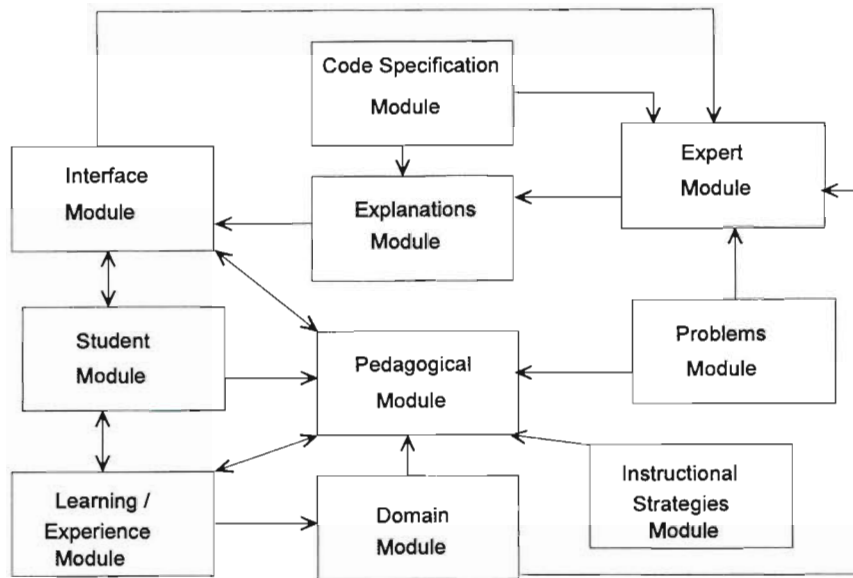 Code Specification
Module
Interface
Module
Expert
Module
Explanations
Module
Student
Module
Pedagogical
Module
Problems
Module
Learning /
Experience
Module
Domain
Module
Instructional
Strategies
Module